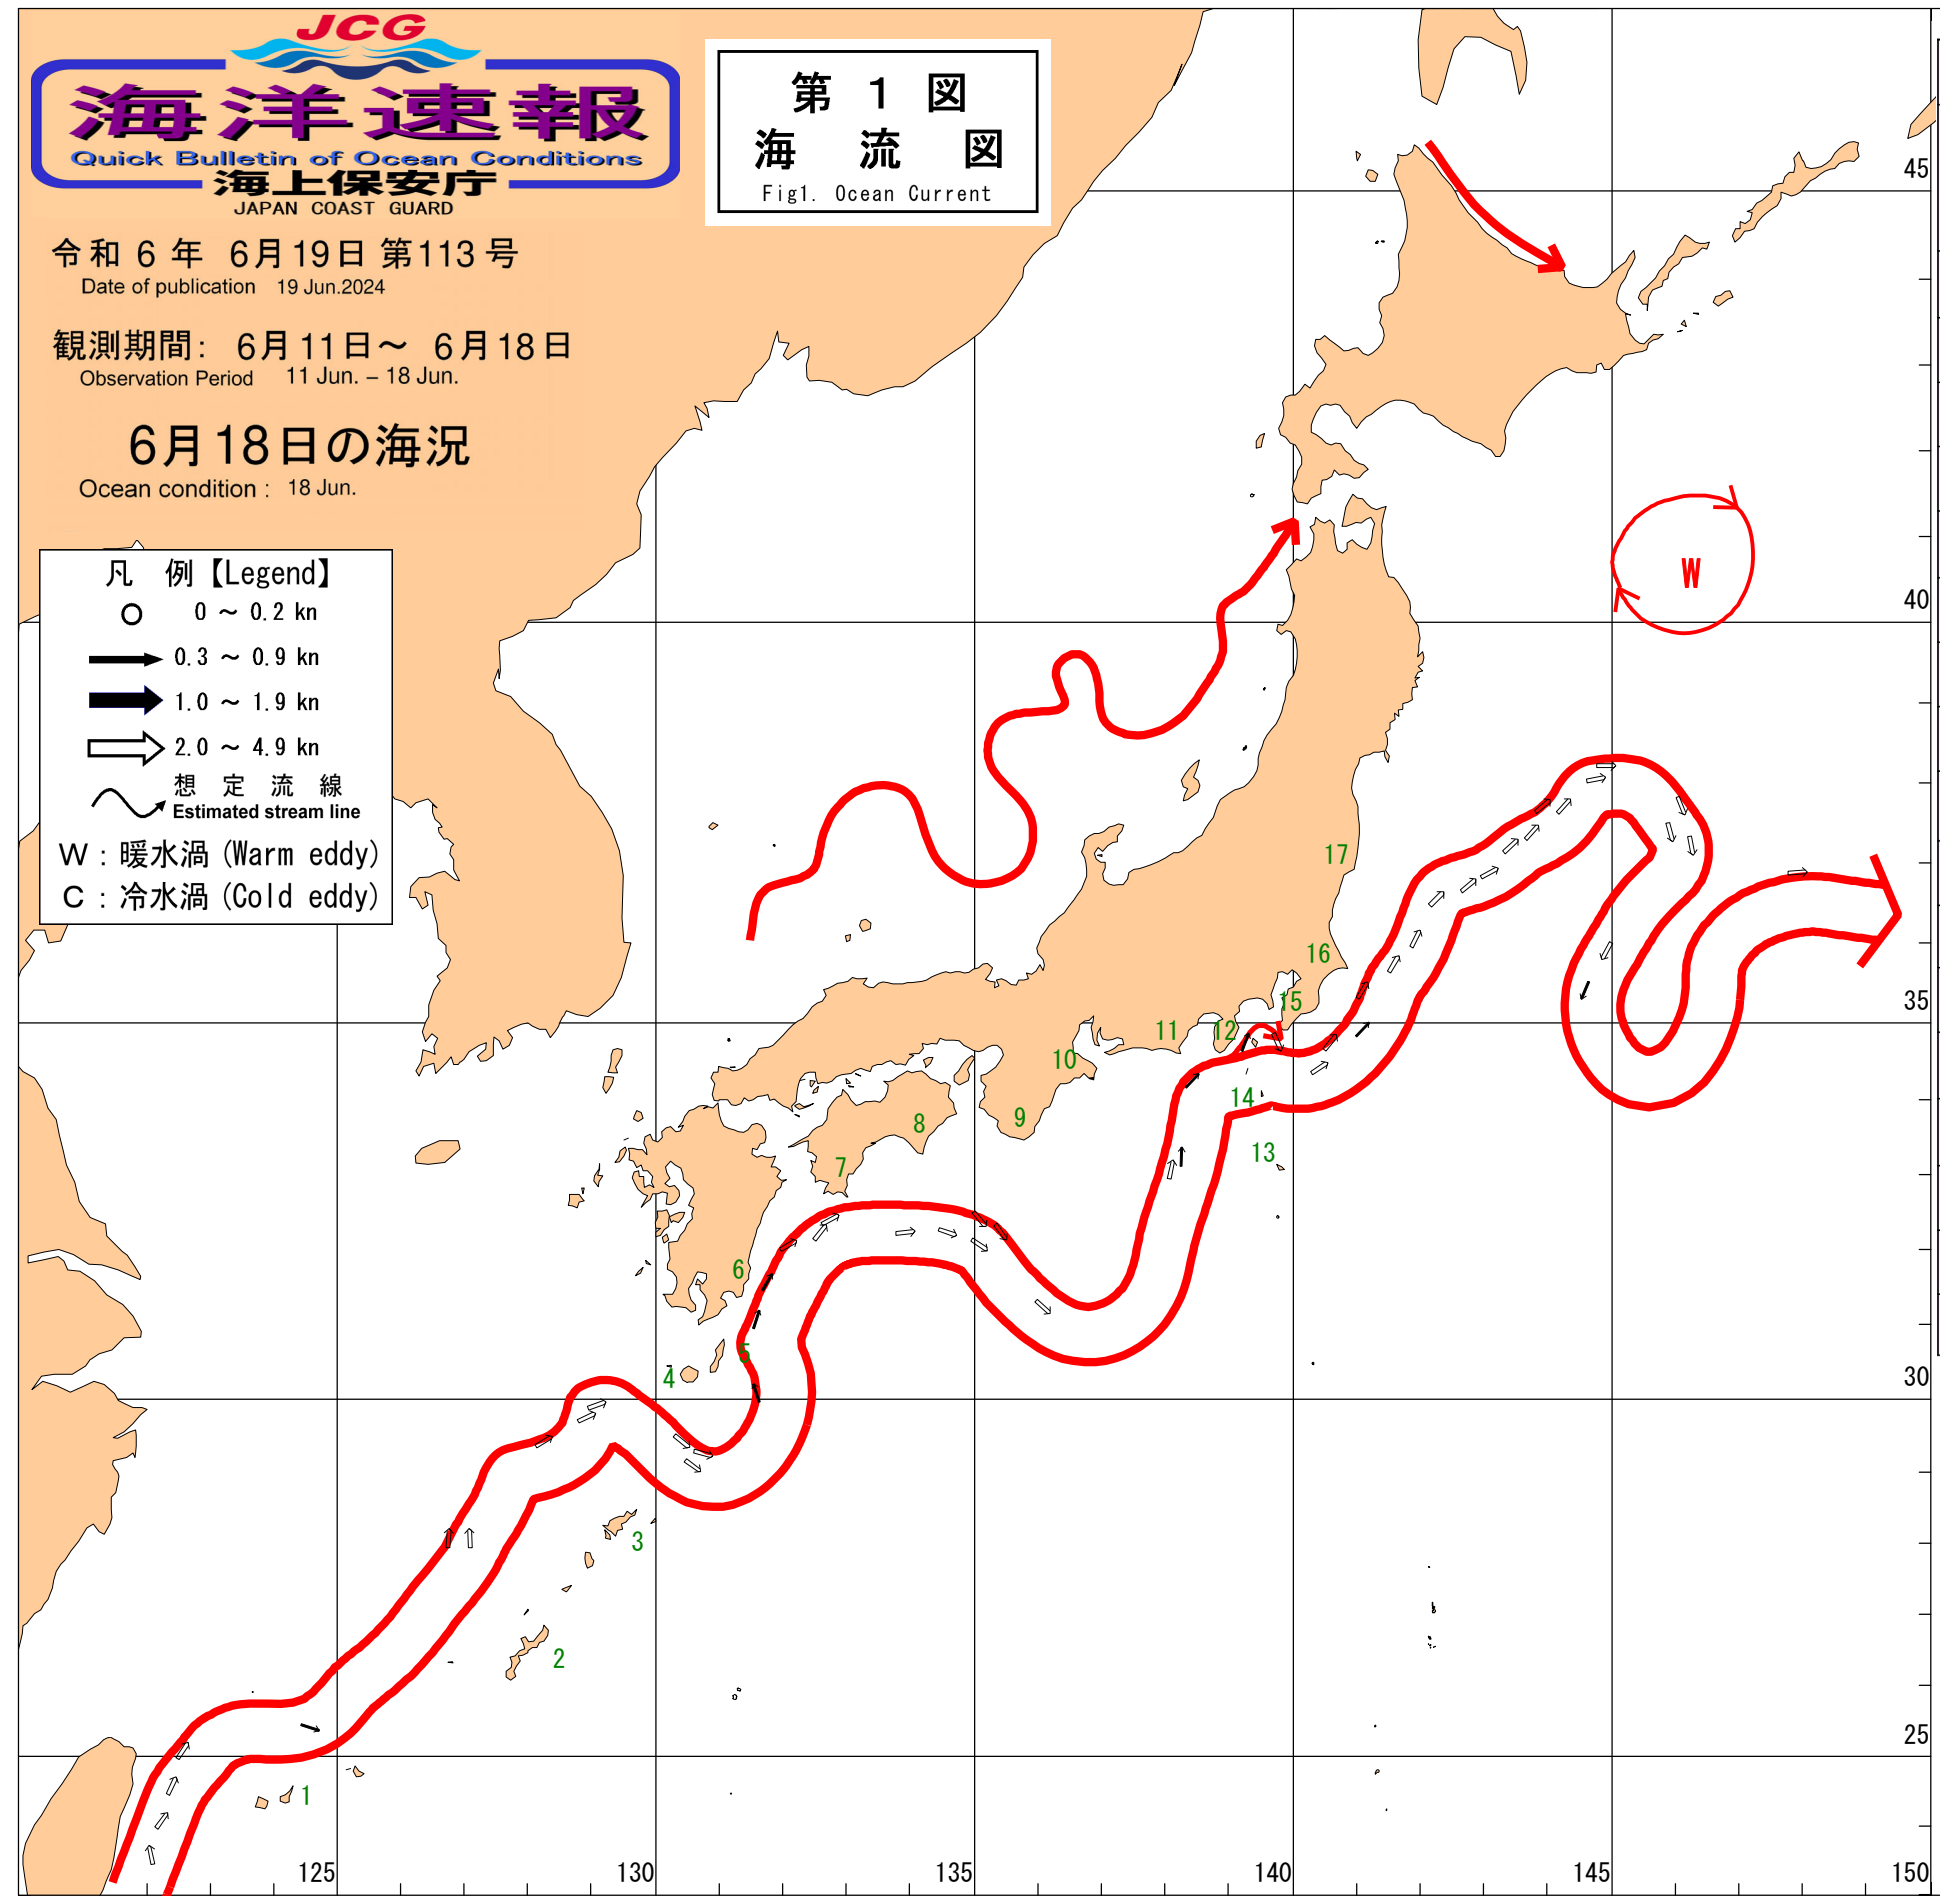 JCG
海洋速報
Quick Bulletin of Ocean Conditions
海上保安庁
JAPAN COAST GUARD
令和 6 年 6月19日 第113号
Date of publication 19 Jun.2024
観測期間: 6月11日～ 6月18日
Observation Period 11 Jun. – 18 Jun.
6月18日の海況
Ocean condition : 18 Jun.
第 1 図
海 流 図
Fig1. Ocean Current
凡 例【Legend】
0 ～ 0.2 kn
0.3 ～ 0.9 kn
1.0 ～ 1.9 kn
2.0 ～ 4.9 kn
想 定 流 線
Estimated stream line
W : 暖水渦 (Warm eddy)
C : 冷水渦 (Cold eddy)
45
W
40
17
16
15
35
11
12
10
14
9
8
13
7
6
5
4
30
3
2
25
1
125
130
135
140
145
150